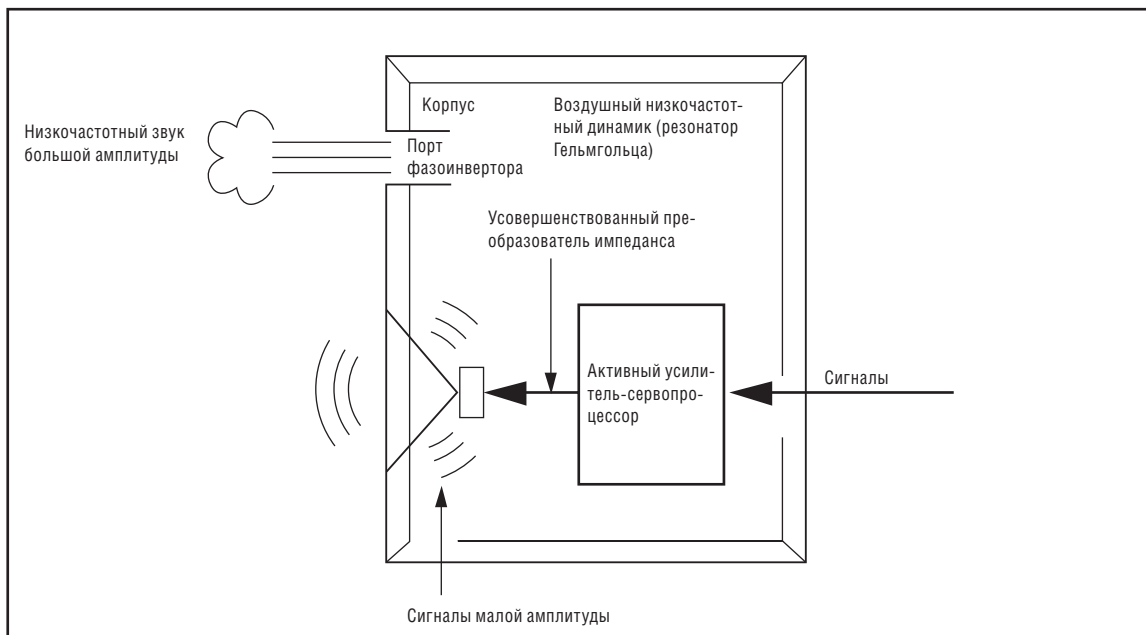 Корпус
Воздушный низкочастот-
ный динамик (резонатор
Гельмгольца)
Низкочастотный звук
большой амплитуды
Порт
фазоинвертора
Усовершенствованный пре-
образователь импеданса
Активный усили-
тель-сервопро-
цессор
Сигналы
Сигналы малой амплитуды